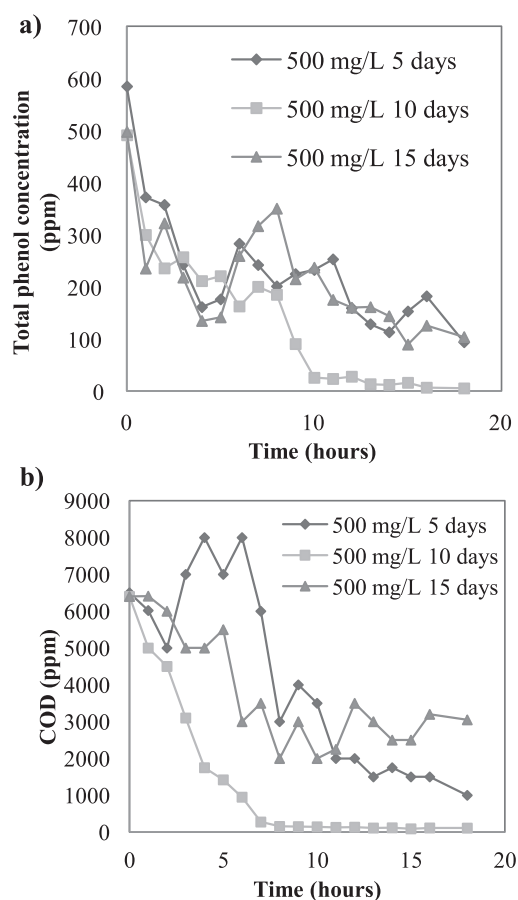 a)
700
600
500
400
300
200
100
0
Total phenol concentration
(ppm)
500 mg/L 5 days
500 mg/L 10 days
500 mg/L 15 days
0 10 20
Time (hours)
b)
9000
8000
7000
6000
5000
4000
3000
2000
1000
0
COD (ppm)
500 mg/L 5 days
500 mg/L 10 days
500 mg/L 15 days
0 5 10 15 20
Time (hours)